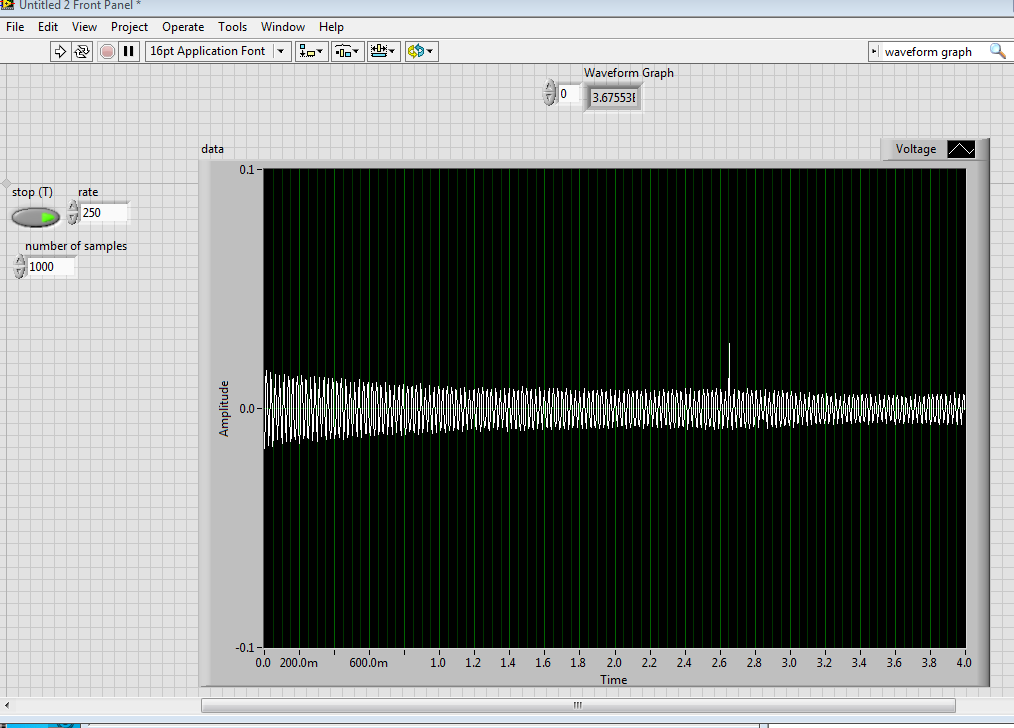 Untitled 2 Front Panel *
File Edit View Project Operate Tools Window Help
16pt Application Font
waveform graph
Waveform Graph
0 3.67553E
data
Voltage
stop (T) rate
250
number of samples
1000
Amplitude
0.1
0.0
-0.1
0.0 200.0m 600.0m 1.0 1.2 1.4 1.6 1.8 2.0 2.2 2.4 2.6 2.8 3.0 3.2 3.4 3.6 3.8 4.0
Time